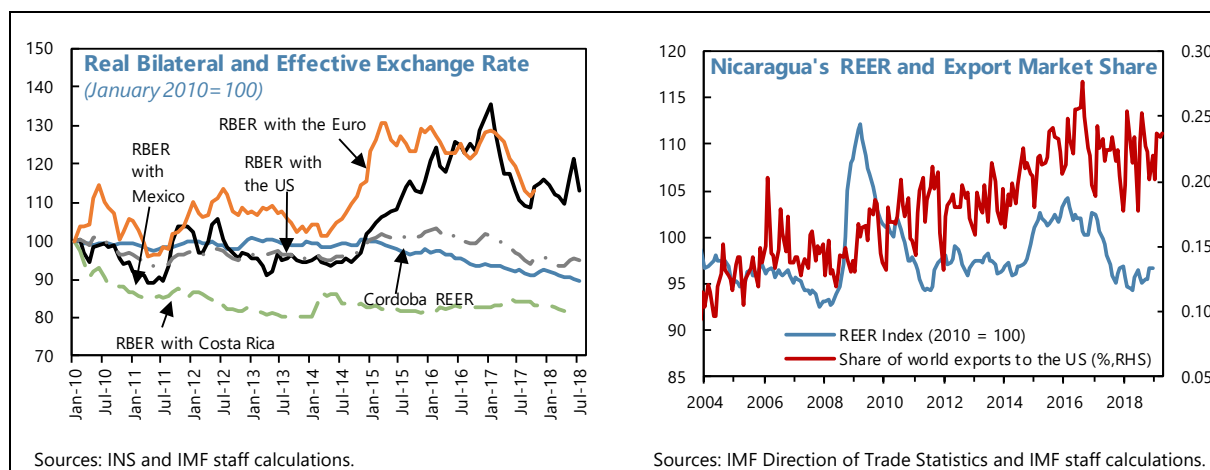 Real Bilateral and Effective Exchange Rate
(January 2010=100)
150
140
130
120
110
100
90
80
70
RBER with the Euro
RBER
with
Mexico
RBER with
the US
Cordoba REER
RBER with Costa Rica
Jan-10
Jul-10
Jan-11
Jul-11
Jan-12
Jul-12
Jan-13
Jul-13
Jan-14
Jul-14
Jan-15
Jul-15
Jan-16
Jul-16
Jan-17
Jul-17
Jan-18
Jul-18
Sources: INS and IMF staff calculations.
Nicaragua's REER and Export Market Share
120
115
110
105
100
95
90
85
0.30
0.25
0.20
0.15
0.10
0.05
REER Index (2010 = 100)
Share of world exports to the US (%,RHS)
2004
2006
2008
2010
2012
2014
2016
2018
Sources: IMF Direction of Trade Statistics and IMF staff calculations.